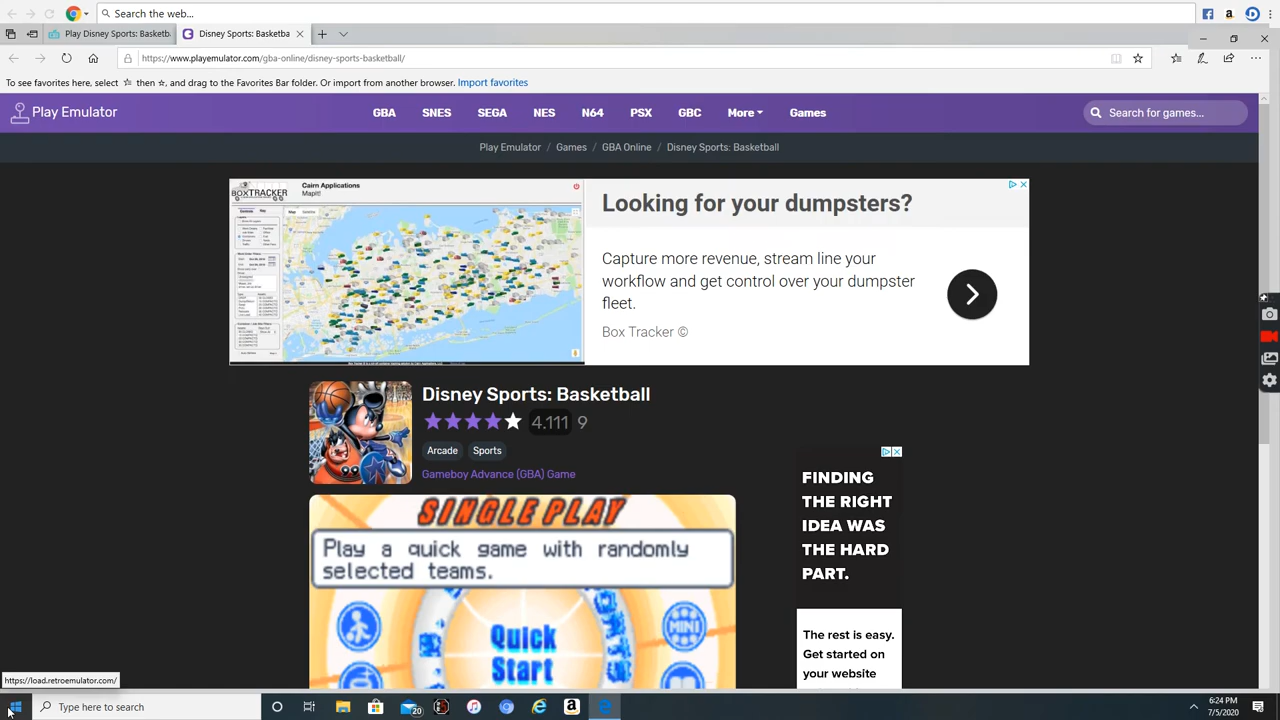 Search the web...
Play Disney Sports: Basketb
Disney Sports: Basketba
https://www.playemulator.com/gba-online/disney-sports-basketball/
To see favorites here, select ☆ then ☆, and drag to the Favorites Bar folder. Or import from another browser. Import favorites
Play Emulator
GBA SNES SEGA NES N64 PSX GBC More Games
Search for games...
Play Emulator / Games / GBA Online / Disney Sports: Basketball
BOXTRACKER
Cairn Applications
MapIt!
Looking for your dumpsters?
Capture more revenue, stream line your
workflow and get control over your dumpster
fleet.
Box Tracker ©
Disney Sports: Basketball
4.111 9
Arcade Sports
Gameboy Advance (GBA) Game
SINGLE PLAY
Play a quick game with randomly
selected teams.
MINI
Quick
Start
FINDING
THE RIGHT
IDEA WAS
THE HARD
PART.
The rest is easy.
Get started on
your website
https://load.retroemulator.com/
Type here to search
20
6:24 PM
7/5/2020